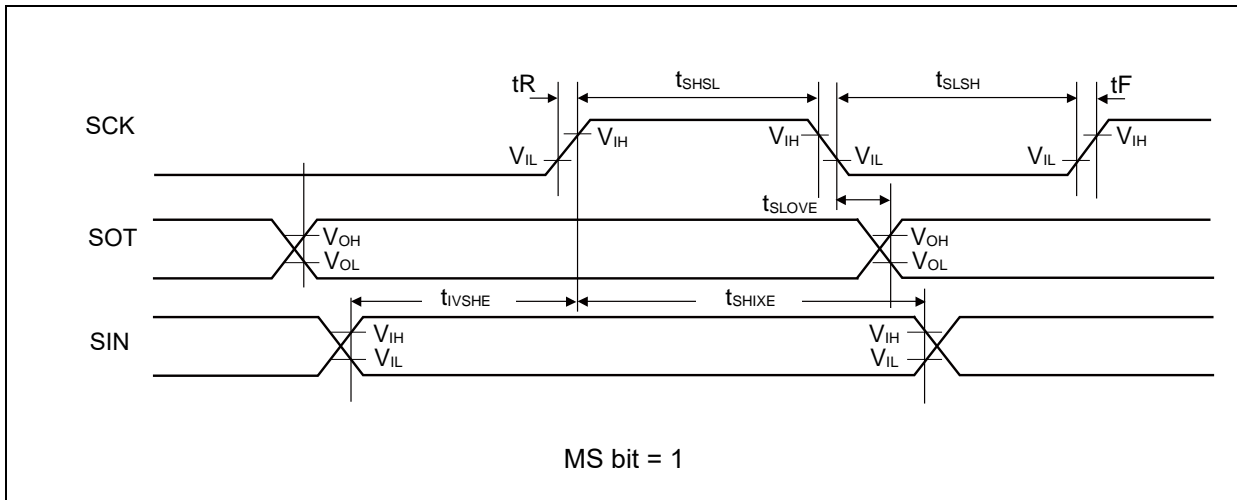 tR tSHSL tSLSH tF
SCK
VIH VIH VIH
VIL VIL VIL
tSLOVE
SOT
VOH VOH
VOL VOL
tIVSHE tSHIXE
SIN
VIH VIH
VIL VIL
MS bit = 1